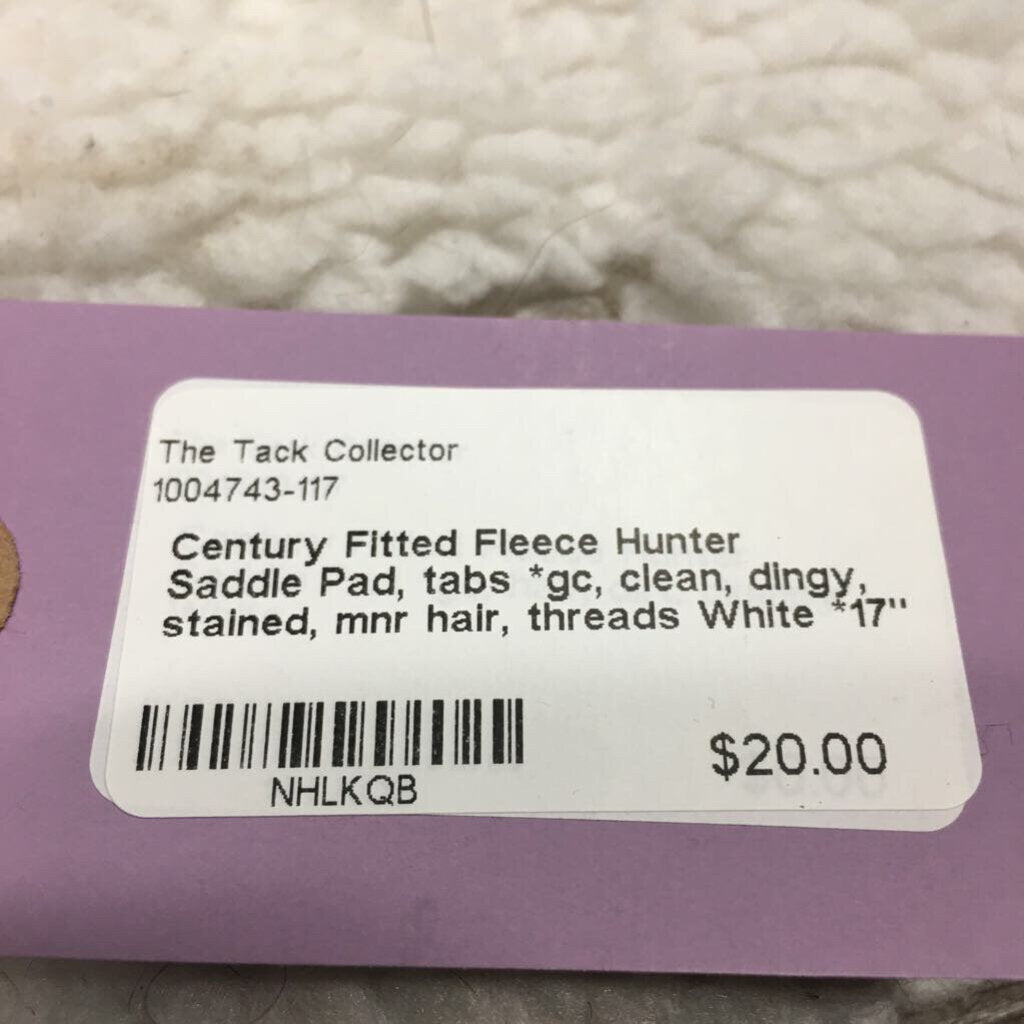 The Tack Collector
1004743-117
Century Fitted Fleece Hunter
Saddle Pad, tabs *gc, clean, dingy,
stained, mnr hair, threads White *17"
$20.00
NHLKQB